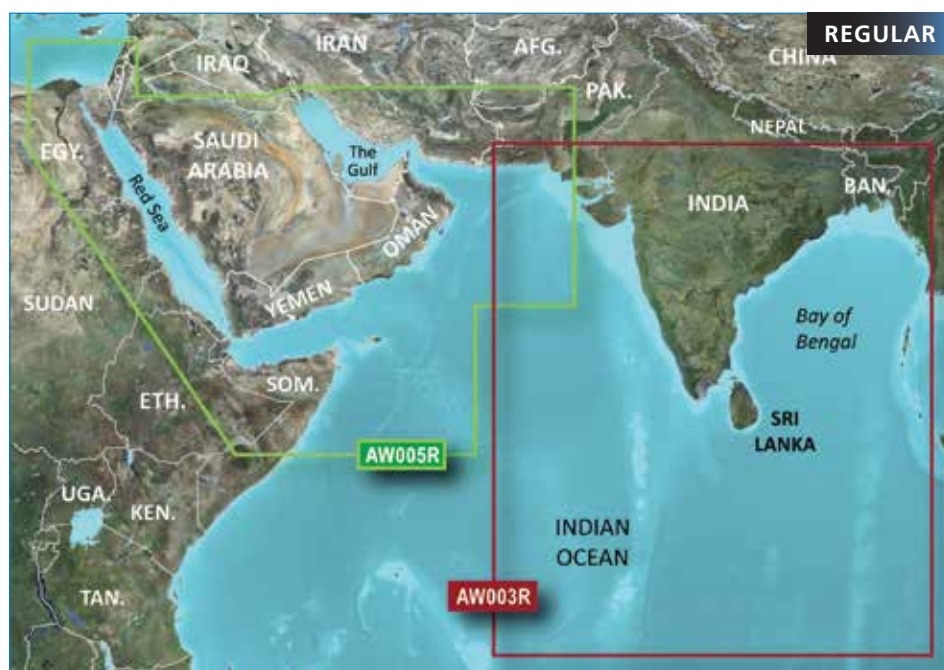 REGULAR
IRAN
AFG.
IRAQ
CHINA
PAK.
NEPAL
EGY.
SAUDI
ARABIA
The
Gulf
Red Sea
INDIA
BAN.
OMAN
YEMEN
SUDAN
Bay of
Bengal
SOM.
ETH.
SRI
LANKA
AW005R
UGA.
KEN.
INDIAN
OCEAN
TAN.
AW003R